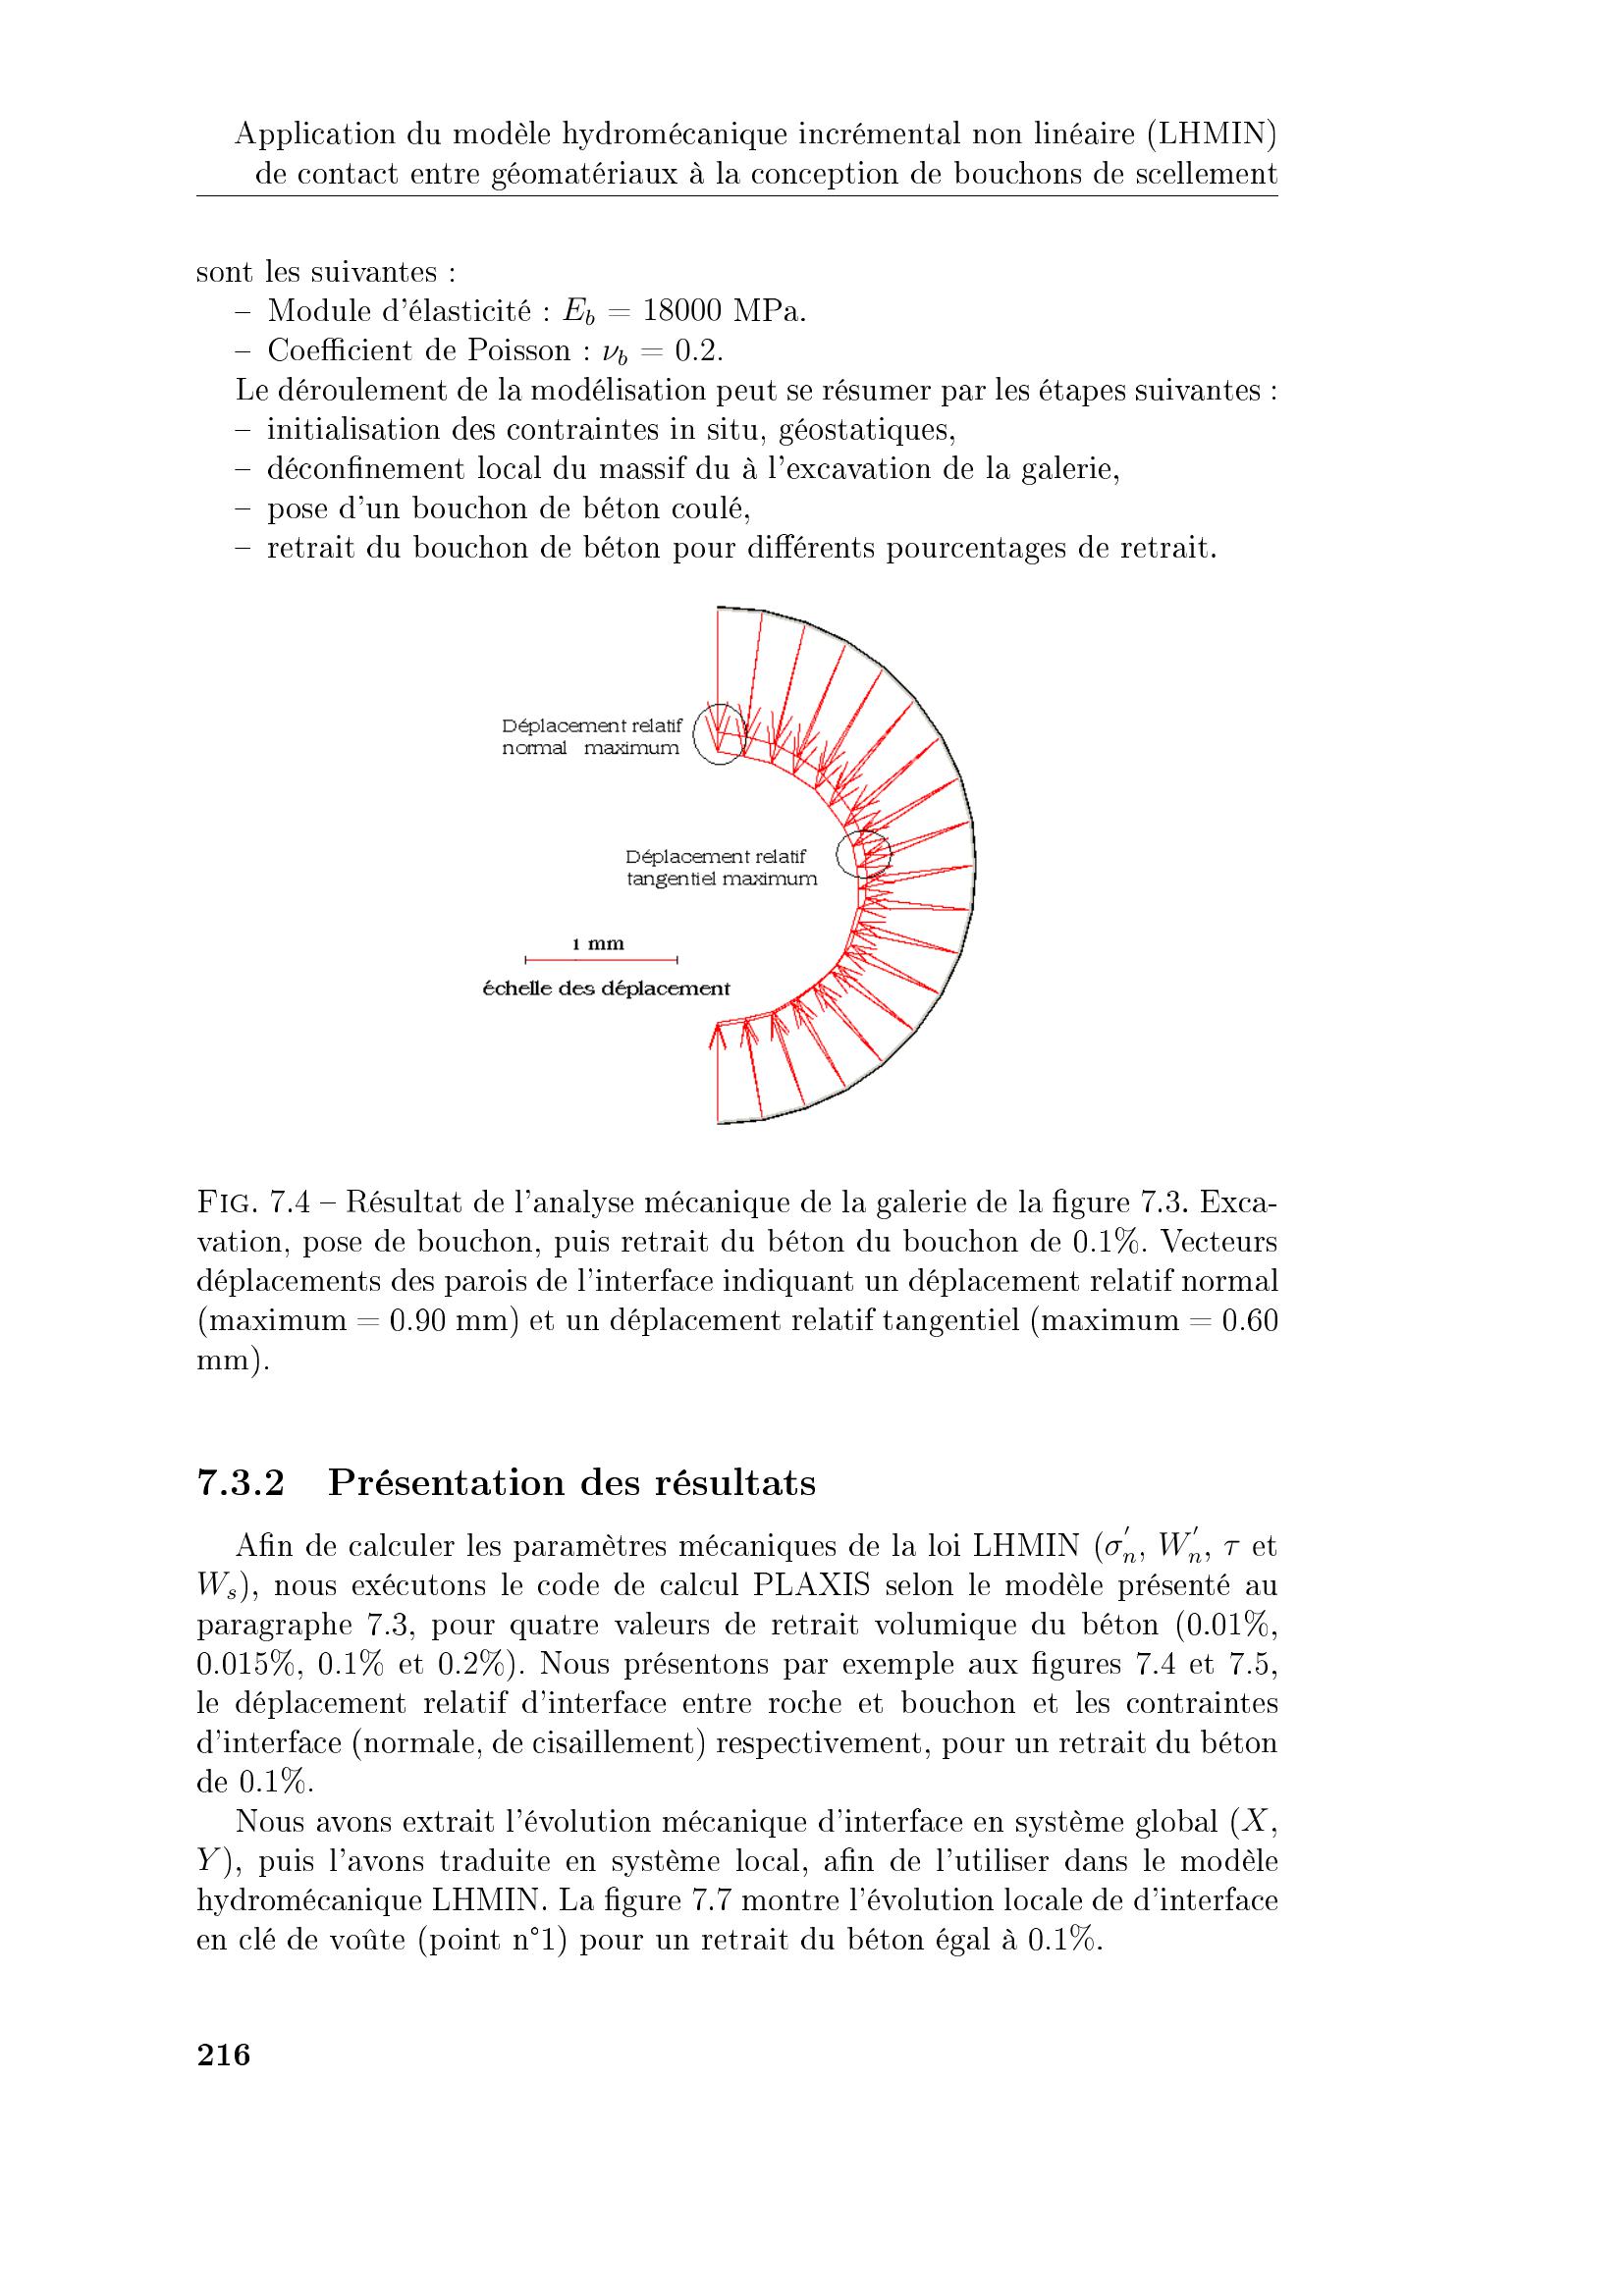 Application du modèle hydromécanique incrémental non linéaire (LHMIN)
de contact entre géomatériaux à la conception de bouchons de scellement
sont les suivantes :
– Module d'élasticité : E_b = 18000 MPa.
– Coefficient de Poisson : ν_b = 0.2.
Le déroulement de la modélisation peut se résumer par les étapes suivantes :
– initialisation des contraintes in situ, géostatiques,
– déconfinement local du massif du à l'excavation de la galerie,
– pose d'un bouchon de béton coulé,
– retrait du bouchon de béton pour différents pourcentages de retrait.
Déplacement relatif
normal maximum
Déplacement relatif
tangentiel maximum
1 mm
échelle des déplacement
FIG. 7.4 – Résultat de l'analyse mécanique de la galerie de la figure 7.3. Exca-
vation, pose de bouchon, puis retrait du béton du bouchon de 0.1%. Vecteurs
déplacements des parois de l'interface indiquant un déplacement relatif normal
(maximum = 0.90 mm) et un déplacement relatif tangentiel (maximum = 0.60
mm).
7.3.2 Présentation des résultats
Afin de calculer les paramètres mécaniques de la loi LHMIN (σ'_n, W'_n, τ et
W_s), nous exécutons le code de calcul PLAXIS selon le modèle présenté au
paragraphe 7.3, pour quatre valeurs de retrait volumique du béton (0.01%,
0.015%, 0.1% et 0.2%). Nous présentons par exemple aux figures 7.4 et 7.5,
le déplacement relatif d'interface entre roche et bouchon et les contraintes
d'interface (normale, de cisaillement) respectivement, pour un retrait du béton
de 0.1%.
Nous avons extrait l'évolution mécanique d'interface en système global (X,
Y), puis l'avons traduite en système local, afin de l'utiliser dans le modèle
hydromécanique LHMIN. La figure 7.7 montre l'évolution locale de d'interface
en clé de voûte (point n°1) pour un retrait du béton égal à 0.1%.
216